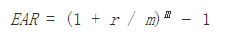 EAR = (1 + r / m)ᵐ − 1